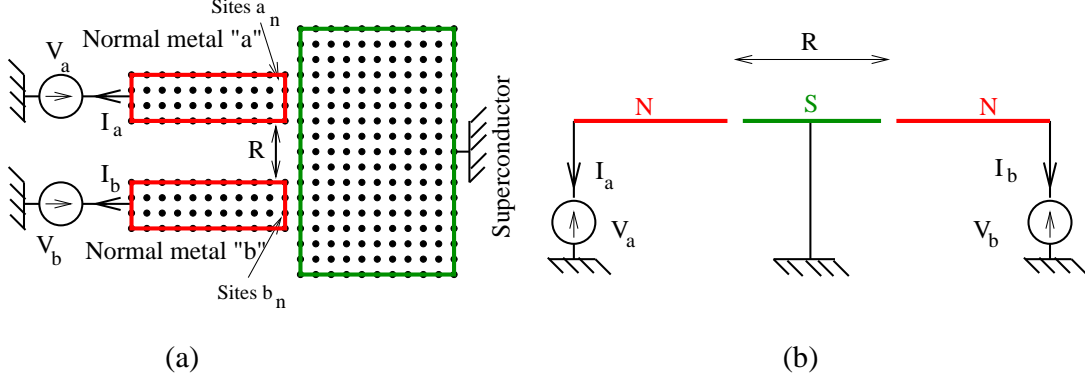 Sites a n
Normal metal "a"
V a
I a
R
I b
V b
Normal metal "b"
Sites b n
Superconductor
(a)
R
N
S
N
I a
V a
I b
V b
(b)